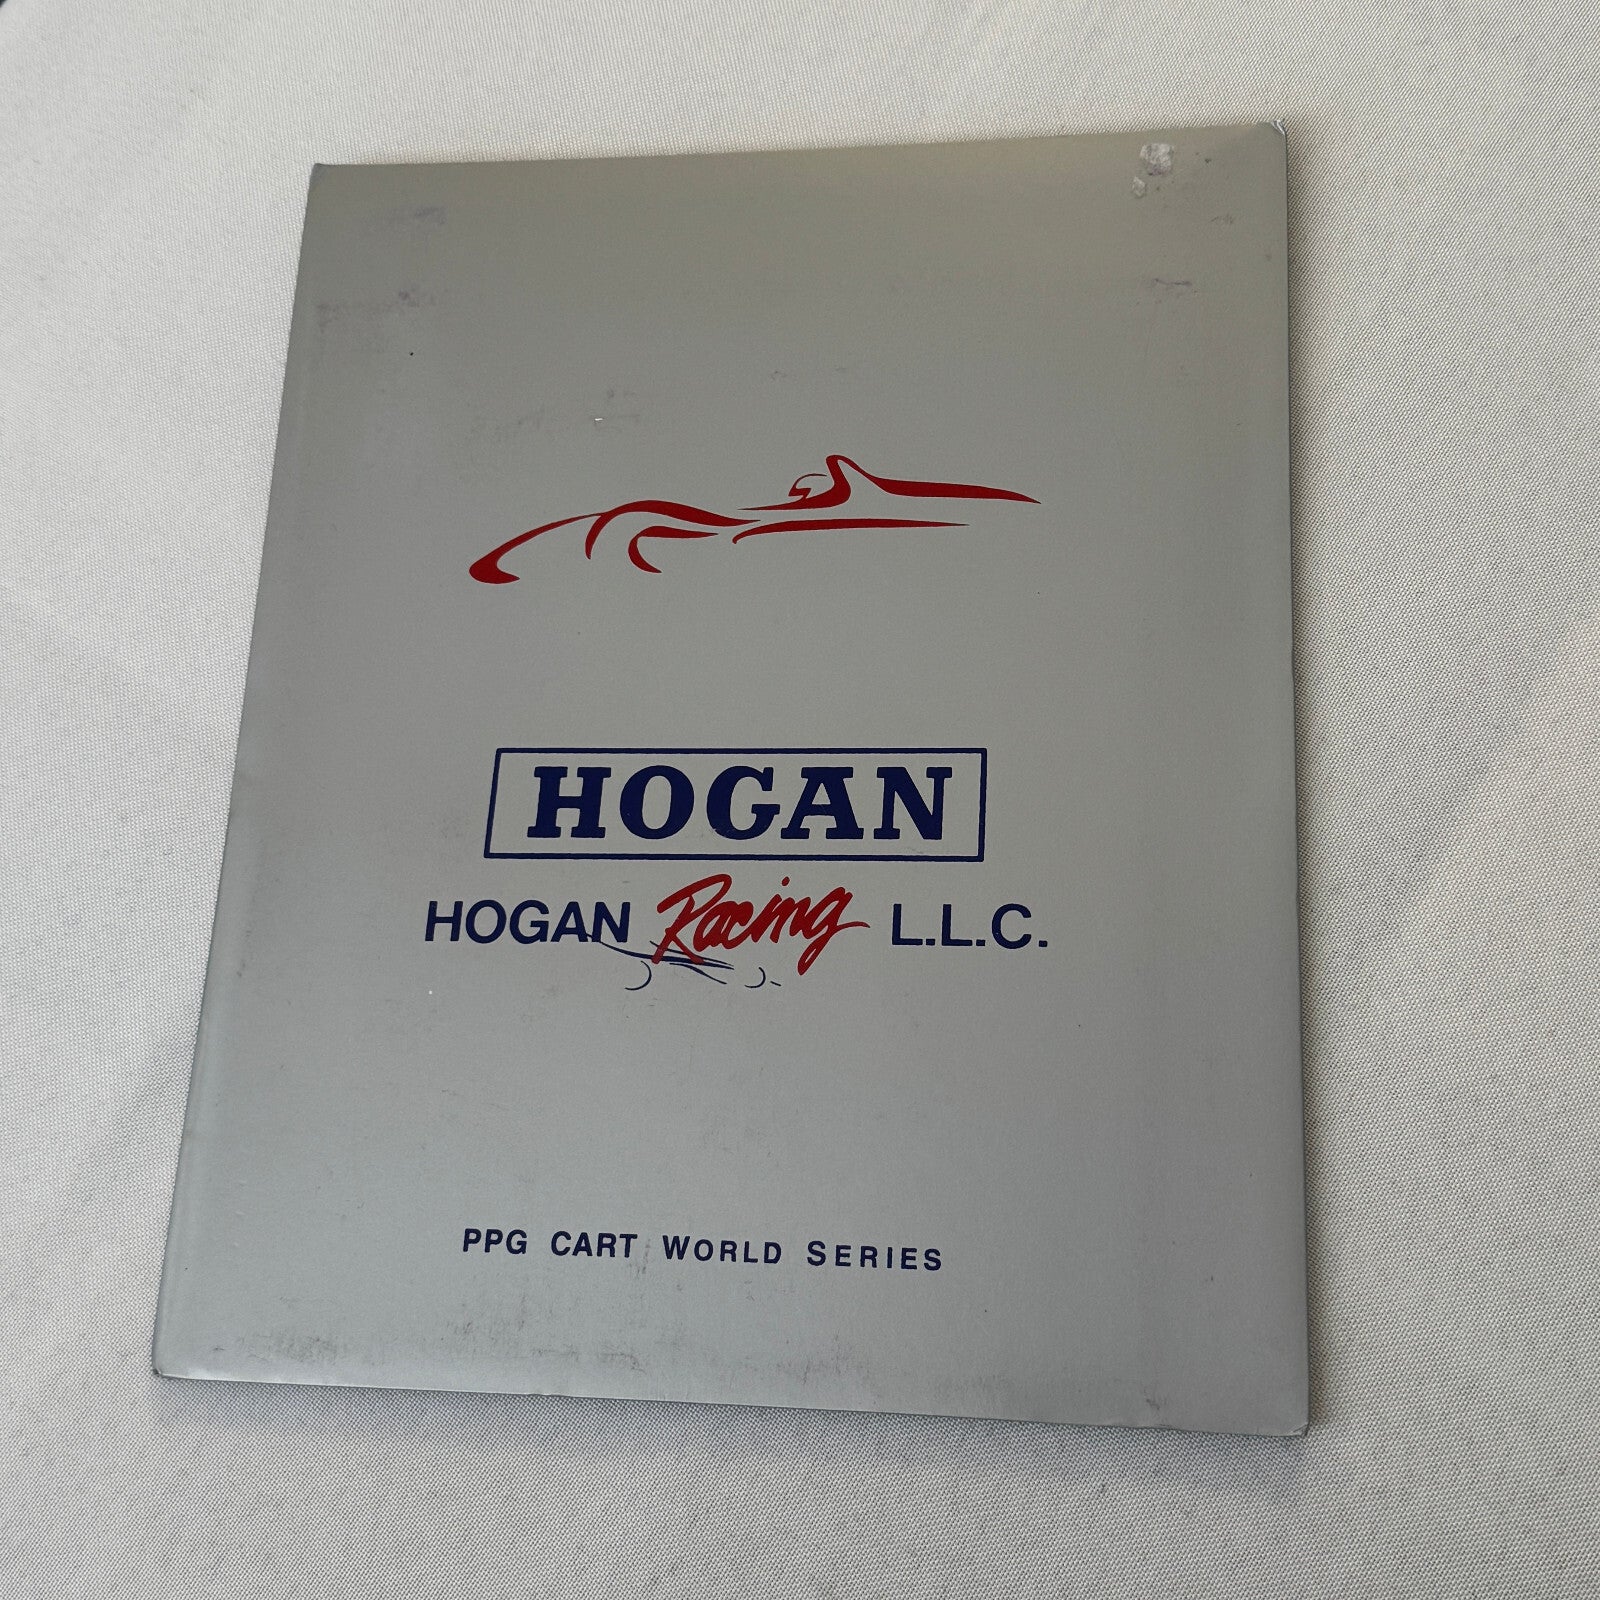 HOGAN
HOGAN Racing L.L.C.
PPG CART WORLD SERIES